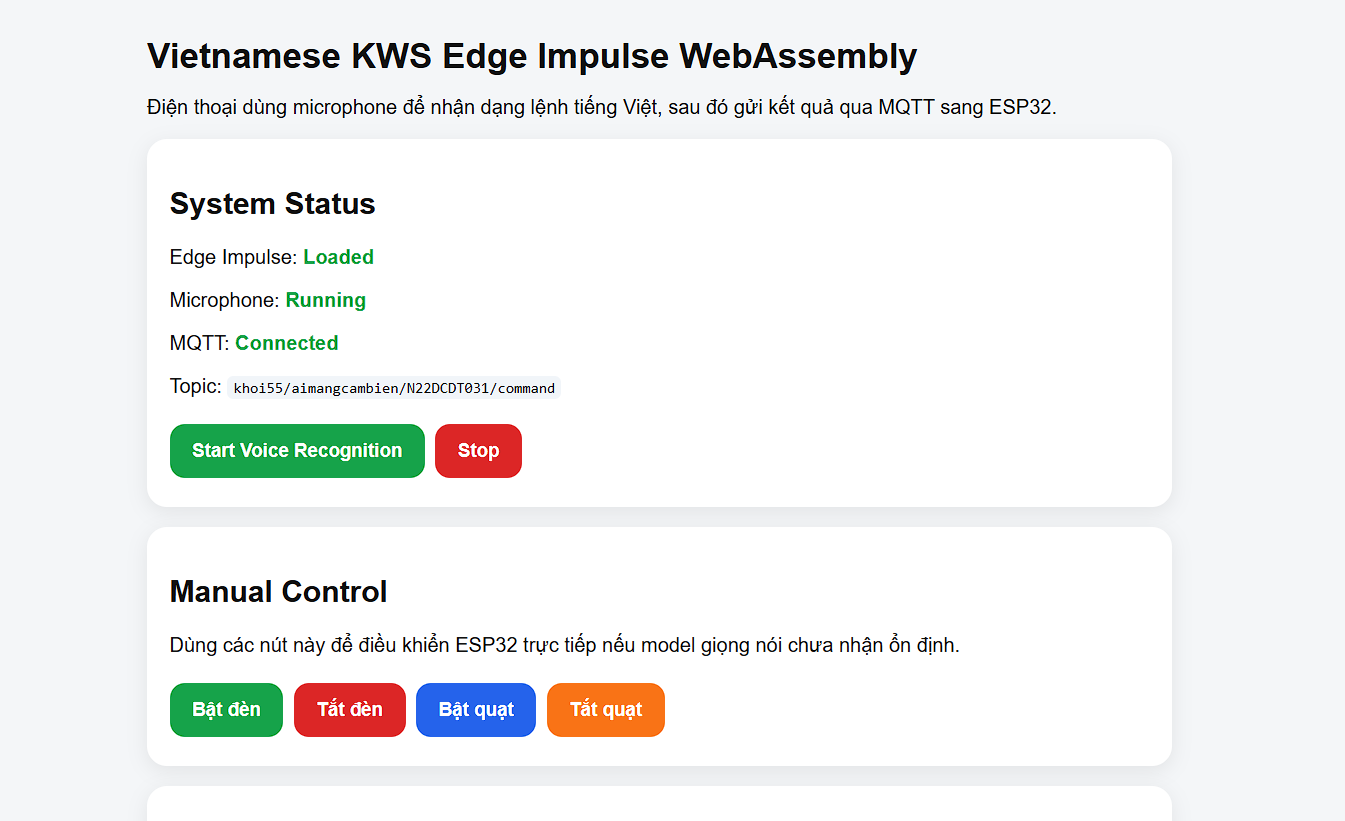 Vietnamese KWS Edge Impulse WebAssembly
Điện thoại dùng microphone để nhận dạng lệnh tiếng Việt, sau đó gửi kết quả qua MQTT sang ESP32.
System Status
Edge Impulse: Loaded
Microphone: Running
MQTT: Connected
Topic: khoi55/aimangcambien/N22DCDT031/command
Start Voice Recognition Stop
Manual Control
Dùng các nút này để điều khiển ESP32 trực tiếp nếu model giọng nói chưa nhận ổn định.
Bật đèn Tắt đèn Bật quạt Tắt quạt